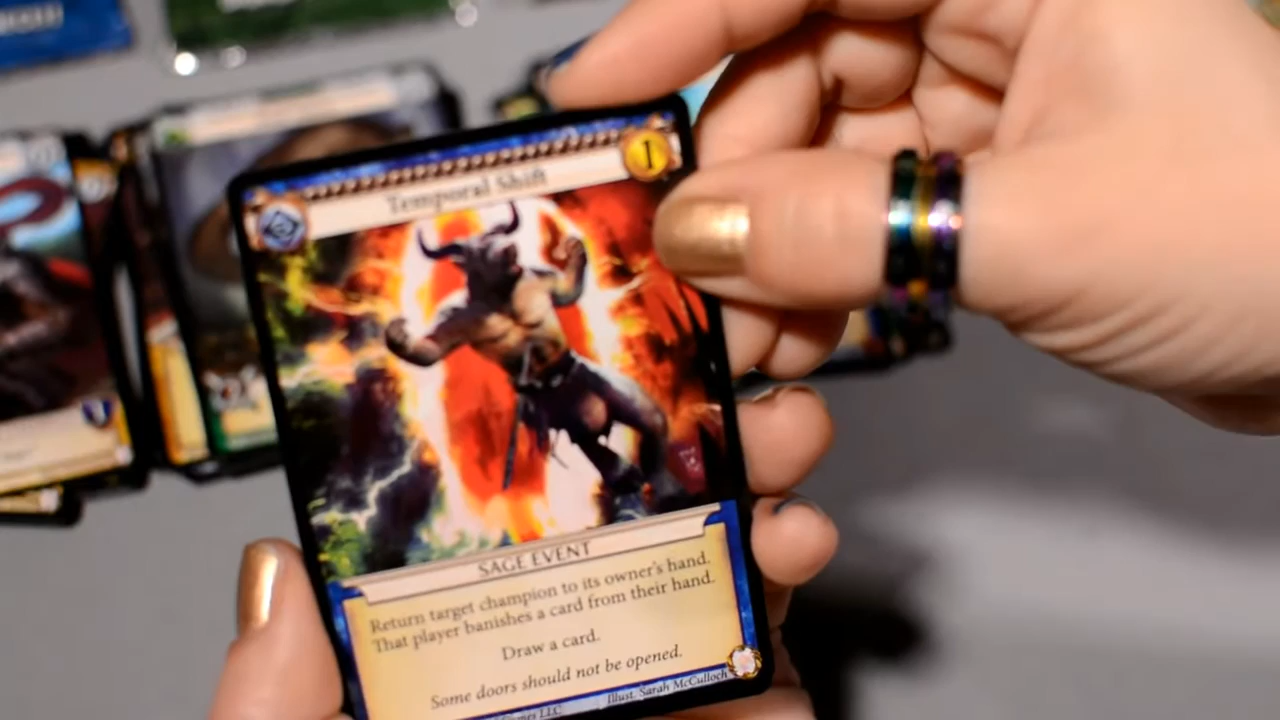 I
Temporal Shift
SAGE EVENT
Return target champion to its owner's hand.
That player banishes a card from their hand.
Draw a card.
Some doors should not be opened.
Games LLC
Illust. Sarah McCulloch